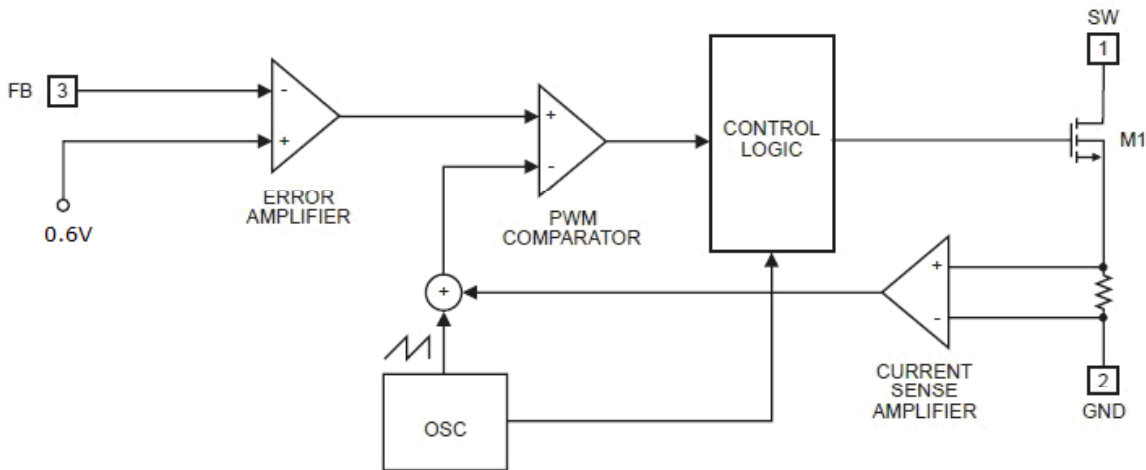 SW
1
FB
3
-
+
0.6V
ERROR
AMPLIFIER
+
-
PWM
COMPARATOR
CONTROL
LOGIC
M1
+
+
-
CURRENT
SENSE
AMPLIFIER
OSC
2
GND